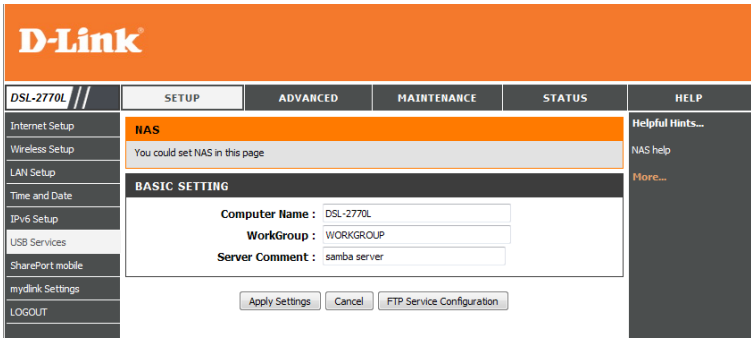 D-Link
DSL-2770L
SETUP
ADVANCED
MAINTENANCE
STATUS
HELP
Internet Setup
Wireless Setup
LAN Setup
Time and Date
IPv6 Setup
USB Services
SharePort mobile
mydlink Settings
LOGOUT
NAS
You could set NAS in this page
BASIC SETTING
Computer Name : DSL-2770L
WorkGroup : WORKGROUP
Server Comment : samba server
Apply Settings Cancel FTP Service Configuration
Helpful Hints...
NAS help
More...